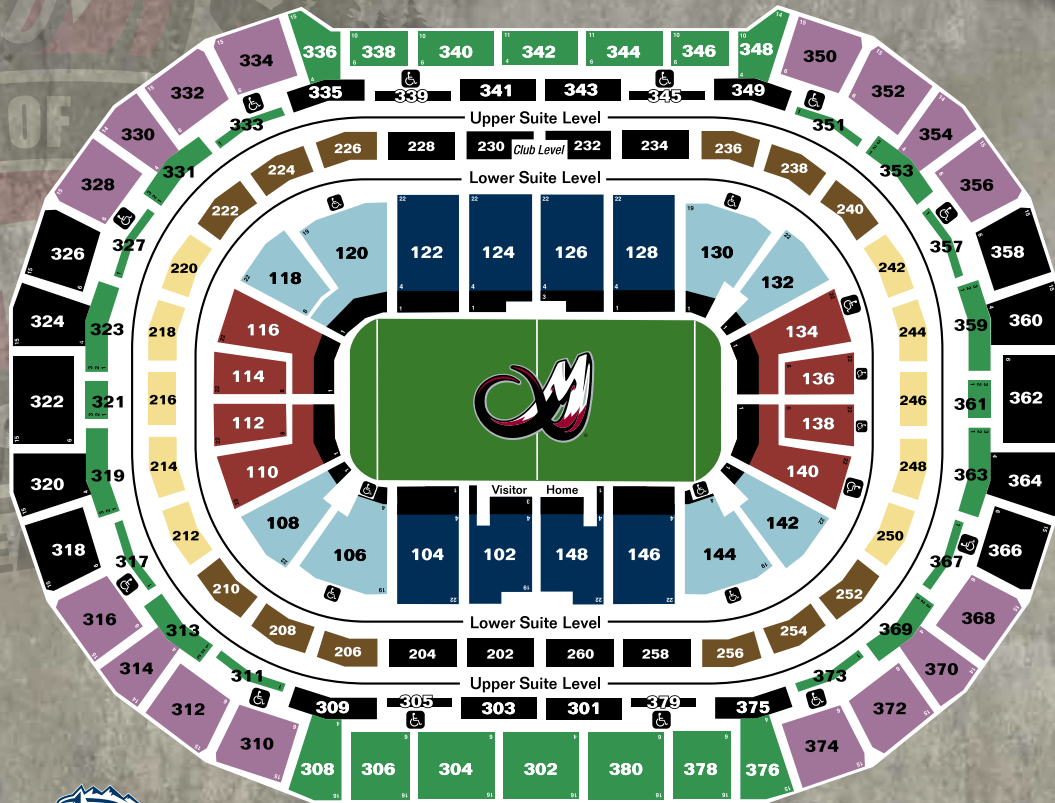 336 338 340 342 344 346 348
334 350
332 335 339 341 343 345 349 352
OF
330 333 Upper Suite Level 351 354
328 331 226 228 230 Club Level 232 234 236 353 356
224 238
Lower Suite Level
326 327 222 240 357 358
220 118 120 122 124 126 128 130 132 242
324 323 218 116 134 244 359 360
322 321 216 114 136 246 361 362
112 138
320 319 214 110 140 248 363 364
Visitor Home
318 317 212 108 106 104 102 148 146 144 142 250 367 366
316 313 210 252 369 368
208 Lower Suite Level 254
314 311 206 204 202 260 258 256 373 370
Upper Suite Level
312 309 305 303 301 379 375 372
310 374
308 306 304 302 380 378 376